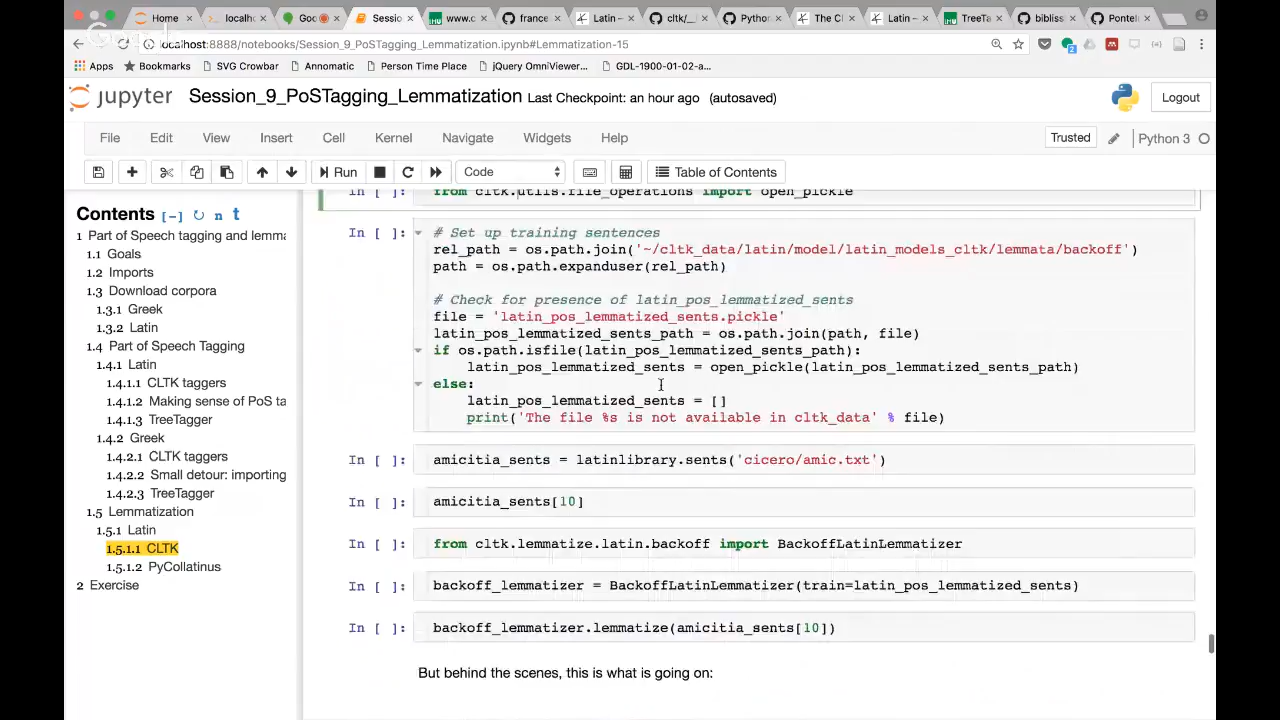 Home
localho
Goo
Sessio
www.c
france
Latin –
cltk/_
Python
The Cl
Latin –
TreeTa
bibliss
Pontel
localhost:8888/notebooks/Session_9_PoSTagging_Lemmatization.ipynb#Lemmatization-15
Apps Bookmarks SVG Crowbar Annomatic Person Time Place jQuery OmniViewer... GDL-1900-01-02-a...
jupyter Session_9_PoSTagging_Lemmatization Last Checkpoint: an hour ago (autosaved) Logout
File Edit View Insert Cell Kernel Navigate Widgets Help Trusted Python 3
Run Code Table of Contents
Contents [-] n t
1 Part of Speech tagging and lemma
1.1 Goals
1.2 Imports
1.3 Download corpora
1.3.1 Greek
1.3.2 Latin
1.4 Part of Speech Tagging
1.4.1 Latin
1.4.1.1 CLTK taggers
1.4.1.2 Making sense of PoS ta
1.4.1.3 TreeTagger
1.4.2 Greek
1.4.2.1 CLTK taggers
1.4.2.2 Small detour: importing
1.4.2.3 TreeTagger
1.5 Lemmatization
1.5.1 Latin
1.5.1.1 CLTK
1.5.1.2 PyCollatinus
2 Exercise
In [ ]: from cltk.utils.file_operations import open_pickle
In [ ]: # Set up training sentences
rel_path = os.path.join('~/cltk_data/latin/model/latin_models_cltk/lemmata/backoff')
path = os.path.expanduser(rel_path)
# Check for presence of latin_pos_lemmatized_sents
file = 'latin_pos_lemmatized_sents.pickle'
latin_pos_lemmatized_sents_path = os.path.join(path, file)
if os.path.isfile(latin_pos_lemmatized_sents_path):
latin_pos_lemmatized_sents = open_pickle(latin_pos_lemmatized_sents_path)
else:
latin_pos_lemmatized_sents = []
print('The file %s is not available in cltk_data' % file)
In [ ]: amicitia_sents = latinlibrary.sents('cicero/amic.txt')
In [ ]: amicitia_sents[10]
In [ ]: from cltk.lemmatize.latin.backoff import BackoffLatinLemmatizer
In [ ]: backoff_lemmatizer = BackoffLatinLemmatizer(train=latin_pos_lemmatized_sents)
In [ ]: backoff_lemmatizer.lemmatize(amicitia_sents[10])
But behind the scenes, this is what is going on: